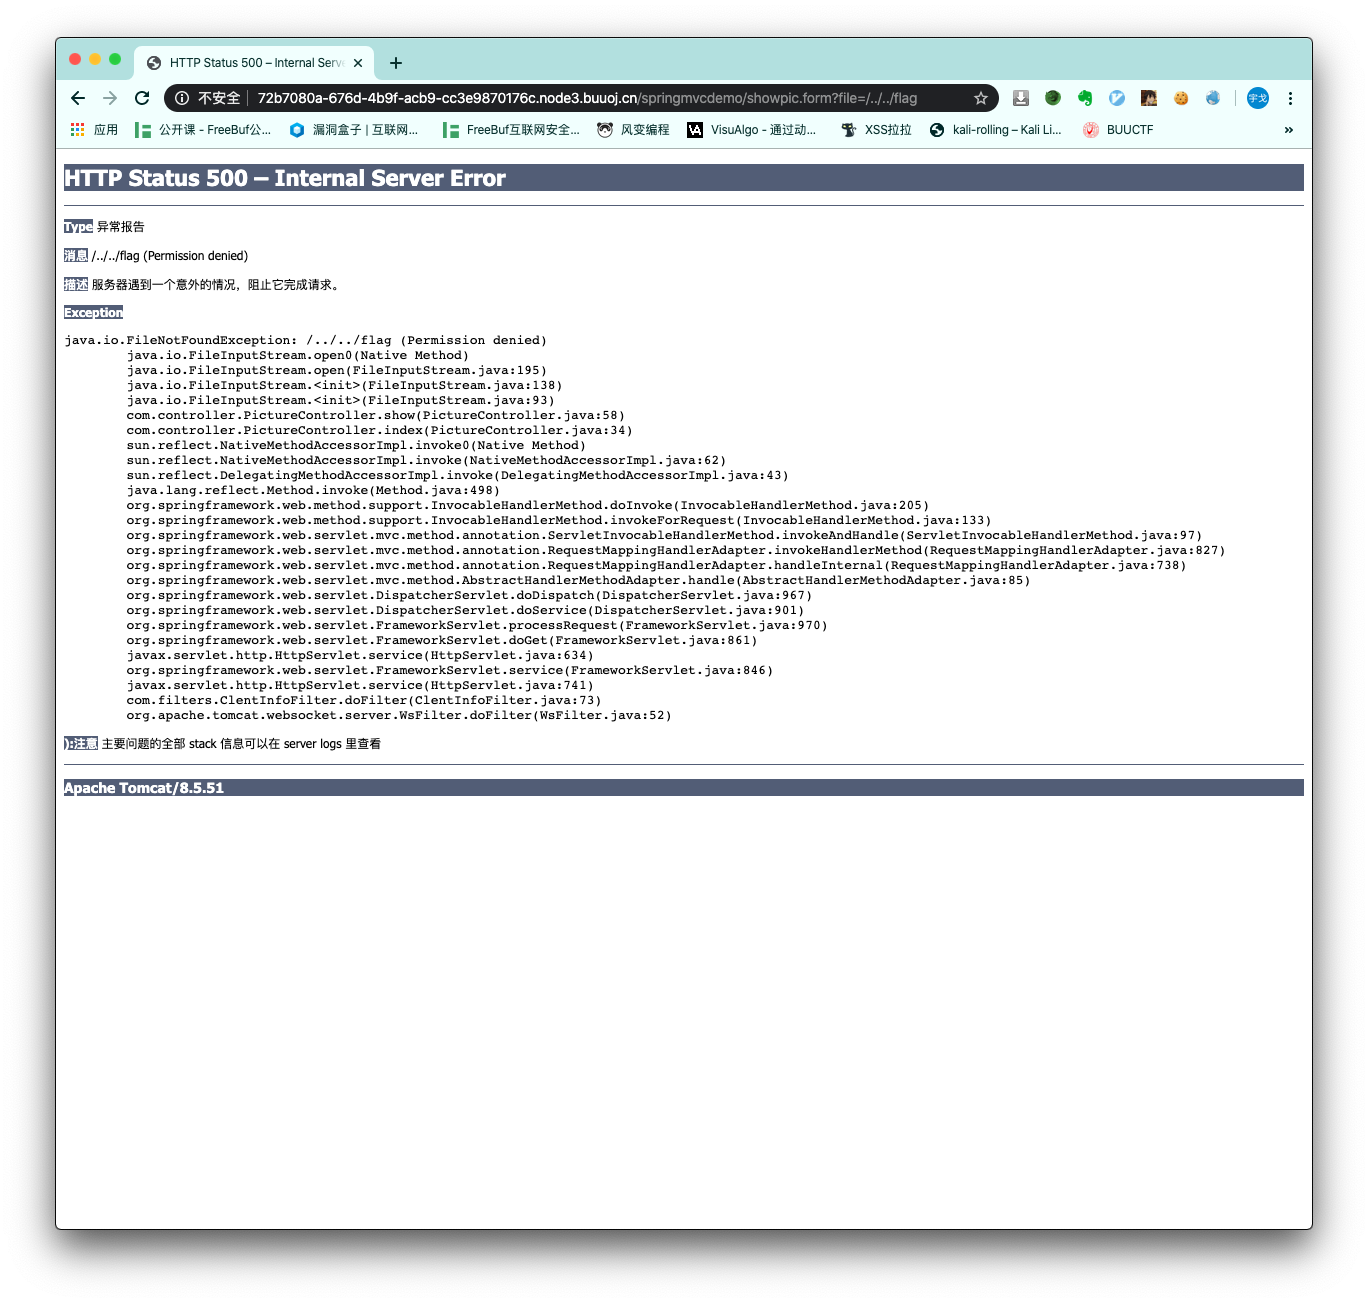 HTTP Status 500 – Internal Serv
不安全 72b7080a-676d-4b9f-acb9-cc3e9870176c.node3.buuoj.cn/springmvcdemo/showpic.form?file=/../../flag
宇戈
应用 公开课 - FreeBuf公... 漏洞盒子 | 互联网... FreeBuf互联网安全... 风变编程 VA VisuAlgo - 通过动... XSS拉拉 kali-rolling – Kali Li... BUUCTF »
HTTP Status 500 – Internal Server Error
Type 异常报告
消息 /../../flag (Permission denied)
描述 服务器遇到一个意外的情况，阻止它完成请求。
Exception
java.io.FileNotFoundException: /../../flag (Permission denied)
java.io.FileInputStream.open0(Native Method)
java.io.FileInputStream.open(FileInputStream.java:195)
java.io.FileInputStream.<init>(FileInputStream.java:138)
java.io.FileInputStream.<init>(FileInputStream.java:93)
com.controller.PictureController.show(PictureController.java:58)
com.controller.PictureController.index(PictureController.java:34)
sun.reflect.NativeMethodAccessorImpl.invoke0(Native Method)
sun.reflect.NativeMethodAccessorImpl.invoke(NativeMethodAccessorImpl.java:62)
sun.reflect.DelegatingMethodAccessorImpl.invoke(DelegatingMethodAccessorImpl.java:43)
java.lang.reflect.Method.invoke(Method.java:498)
org.springframework.web.method.support.InvocableHandlerMethod.doInvoke(InvocableHandlerMethod.java:205)
org.springframework.web.method.support.InvocableHandlerMethod.invokeForRequest(InvocableHandlerMethod.java:133)
org.springframework.web.servlet.mvc.method.annotation.ServletInvocableHandlerMethod.invokeAndHandle(ServletInvocableHandlerMethod.java:97)
org.springframework.web.servlet.mvc.method.annotation.RequestMappingHandlerAdapter.invokeHandlerMethod(RequestMappingHandlerAdapter.java:827)
org.springframework.web.servlet.mvc.method.annotation.RequestMappingHandlerAdapter.handleInternal(RequestMappingHandlerAdapter.java:738)
org.springframework.web.servlet.mvc.method.AbstractHandlerMethodAdapter.handle(AbstractHandlerMethodAdapter.java:85)
org.springframework.web.servlet.DispatcherServlet.doDispatch(DispatcherServlet.java:967)
org.springframework.web.servlet.DispatcherServlet.doService(DispatcherServlet.java:901)
org.springframework.web.servlet.FrameworkServlet.processRequest(FrameworkServlet.java:970)
org.springframework.web.servlet.FrameworkServlet.doGet(FrameworkServlet.java:861)
javax.servlet.http.HttpServlet.service(HttpServlet.java:634)
org.springframework.web.servlet.FrameworkServlet.service(FrameworkServlet.java:846)
javax.servlet.http.HttpServlet.service(HttpServlet.java:741)
com.filters.ClentInfoFilter.doFilter(ClentInfoFilter.java:73)
org.apache.tomcat.websocket.server.WsFilter.doFilter(WsFilter.java:52)
):注意 主要问题的全部 stack 信息可以在 server logs 里查看
Apache Tomcat/8.5.51